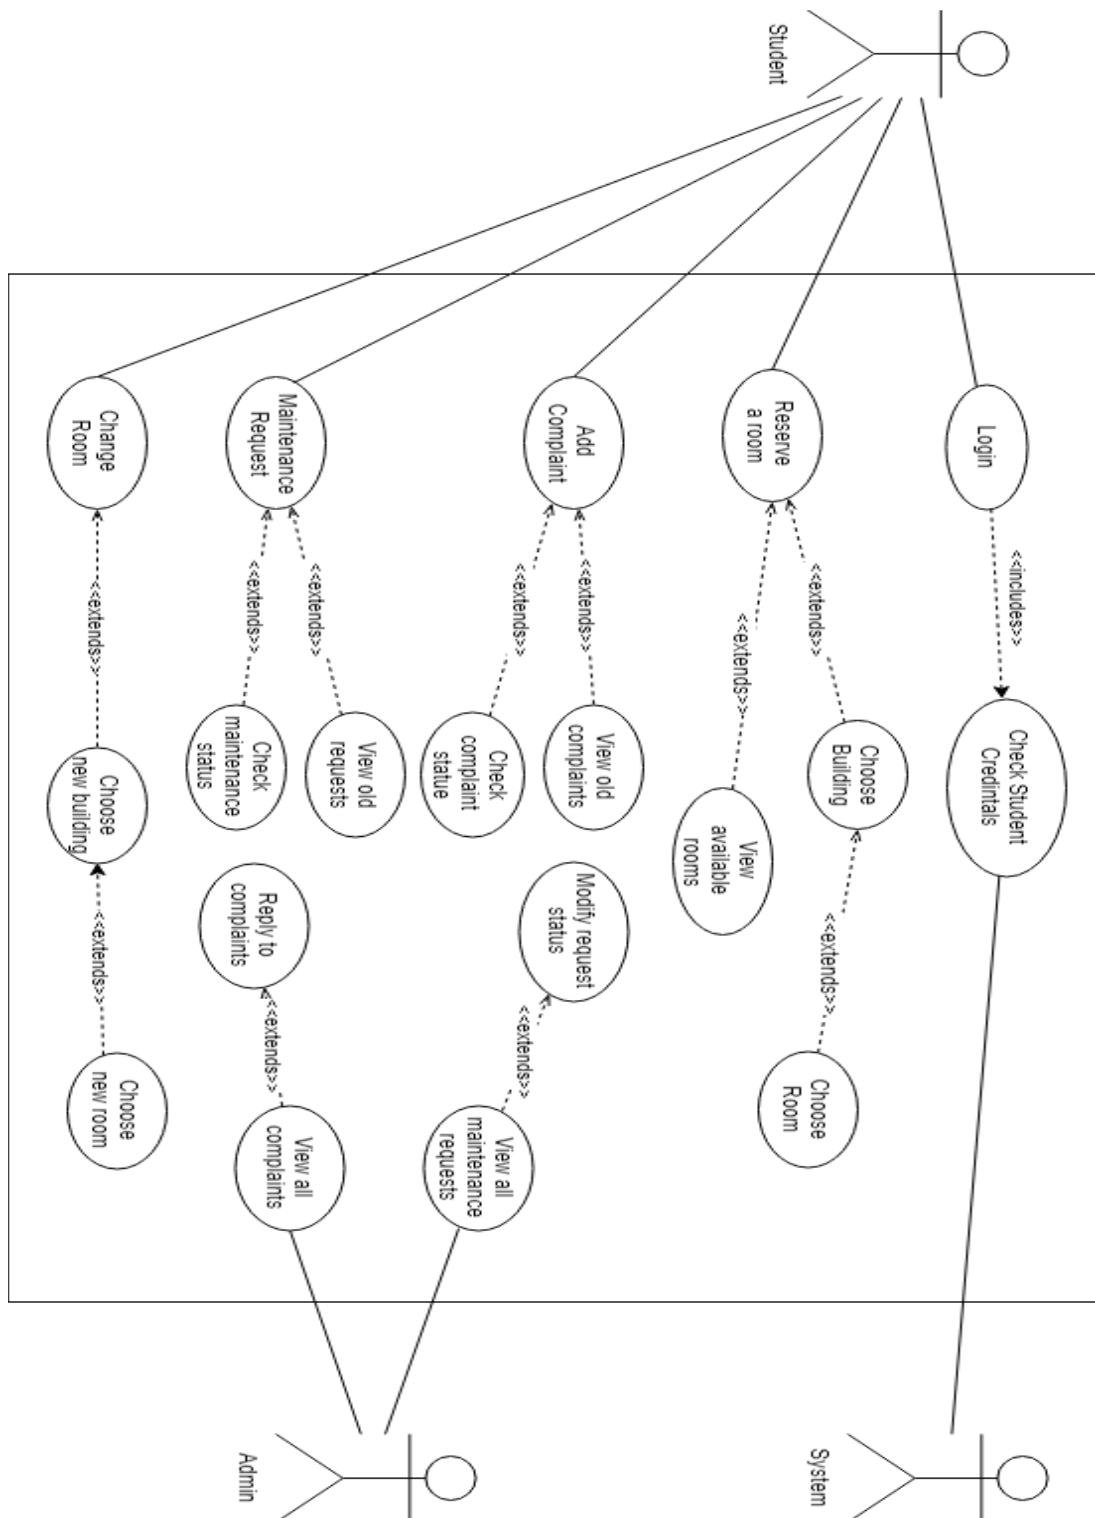 Student
Login
<<includes>>
Check Student
Credintals
System
Reserve
a room
<<extends>>
Choose
Building
<<extends>>
Choose
Room
<<extends>>
View
available
rooms
Add
Complaint
<<extends>>
View old
complaints
<<extends>>
Check
complaint
statue
Modify request
status
<<extends>>
View all
maintenance
requests
Maintenance
Request
<<extends>>
View old
requests
<<extends>>
Check
maintenance
status
Reply to
complaints
<<extends>>
View all
complaints
Admin
Change
Room
<<extends>>
Choose
new building
<<extends>>
Choose
new room